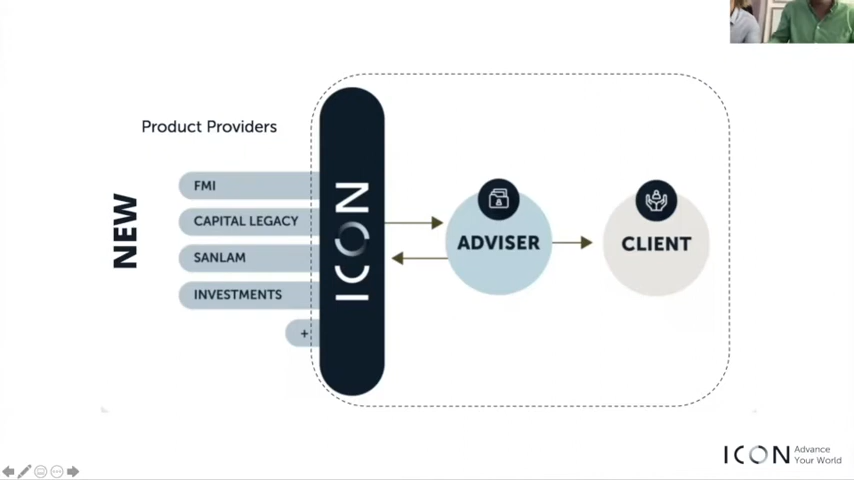 Product Providers
NEW
FMI
CAPITAL LEGACY
SANLAM
INVESTMENTS
+
ICON
ADVISER
CLIENT
ICON Advance
Your World